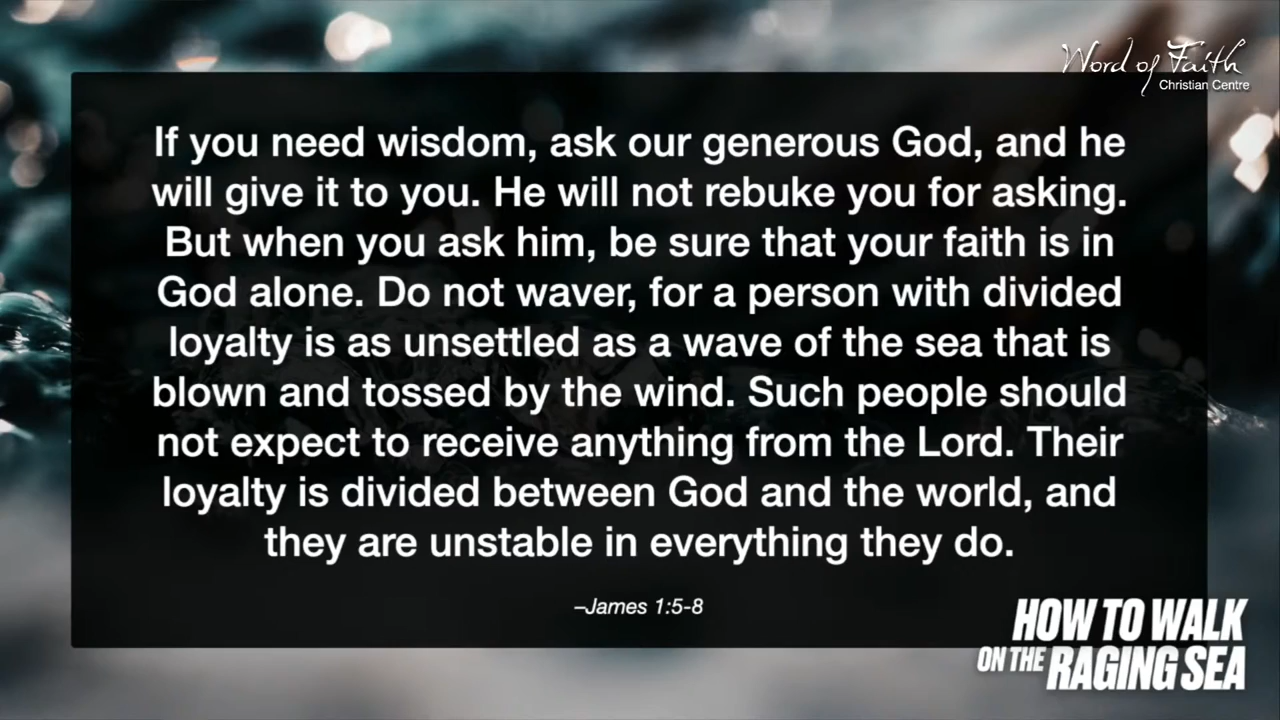 Word of Faith
Christian Centre
If you need wisdom, ask our generous God, and he
will give it to you. He will not rebuke you for asking.
But when you ask him, be sure that your faith is in
God alone. Do not waver, for a person with divided
loyalty is as unsettled as a wave of the sea that is
blown and tossed by the wind. Such people should
not expect to receive anything from the Lord. Their
loyalty is divided between God and the world, and
they are unstable in everything they do.
–James 1:5-8
HOW TO WALK
ON THE RAGING SEA